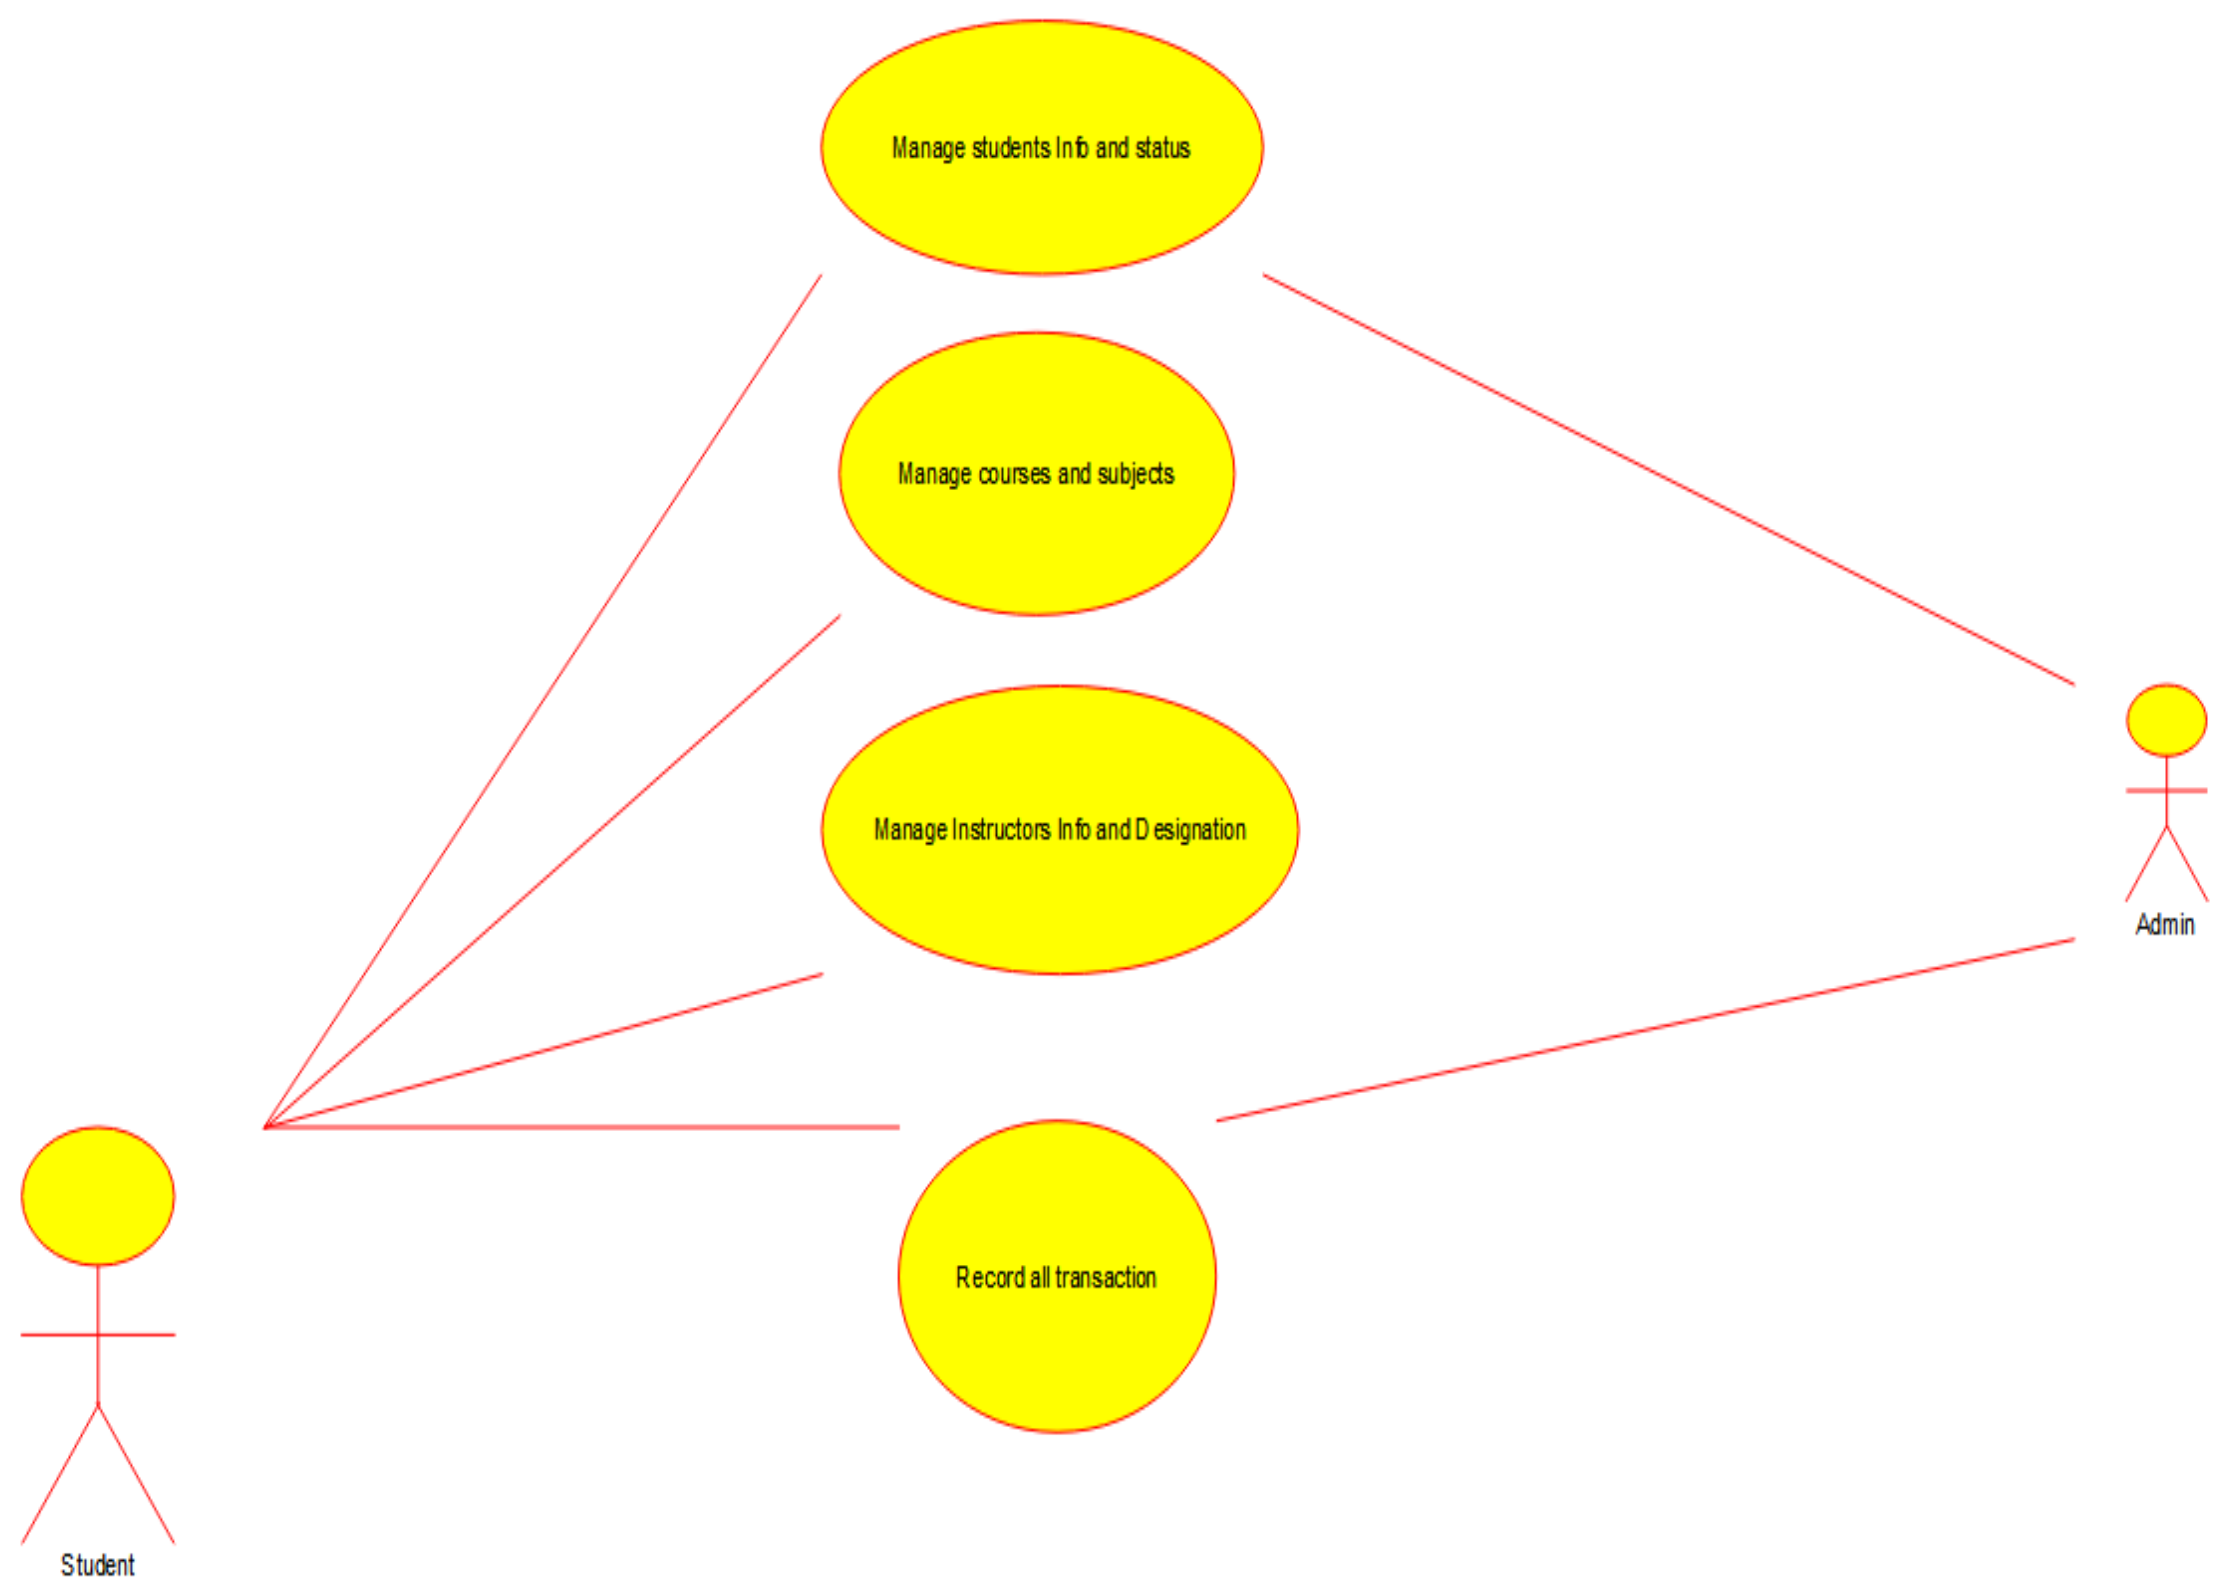 Manage students Info and status
Manage courses and subjects
Manage Instructors Info and Designation
Admin
Record all transaction
Student